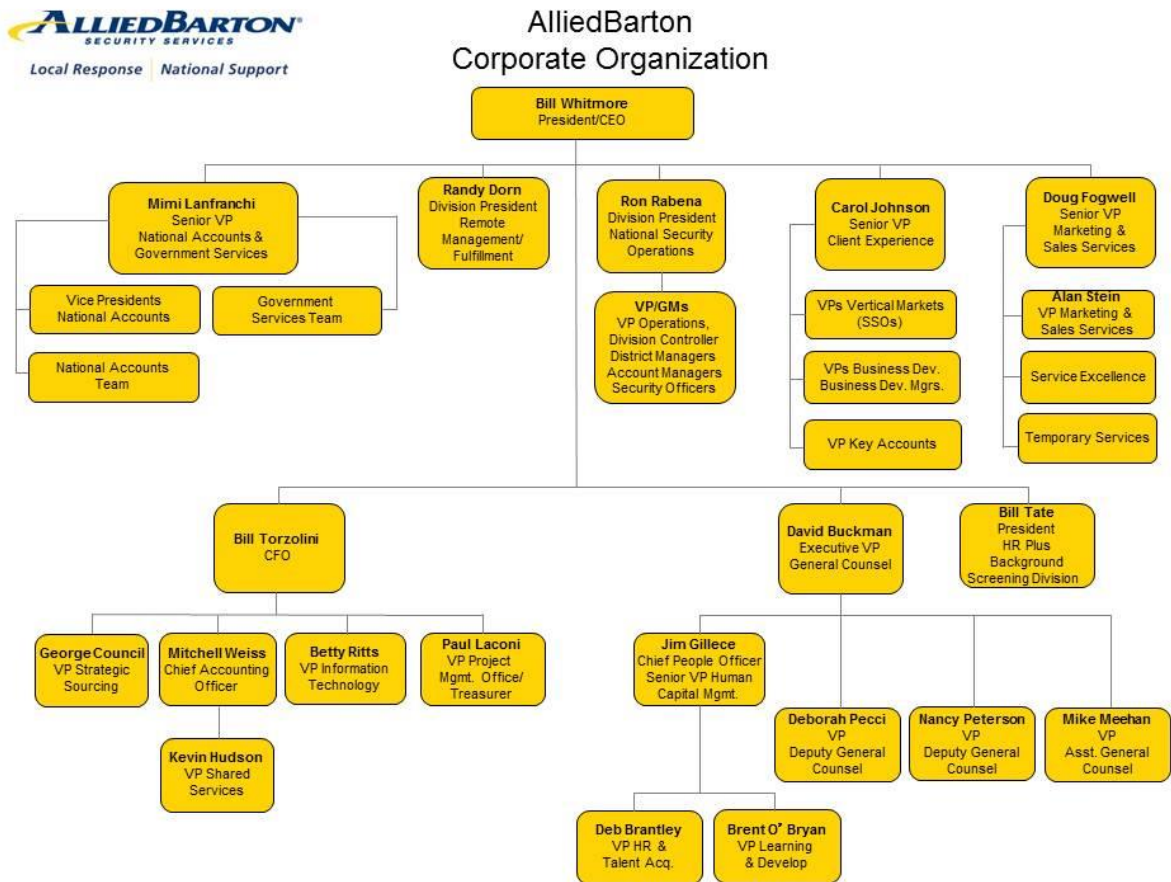 ALLIEDBARTON®
SECURITY SERVICES
Local Response | National Support
AlliedBarton
Corporate Organization
Bill Whitmore
President/CEO
Mimi Lanfranchi
Senior VP
National Accounts &
Government Services
Randy Dorn
Division President
Remote
Management/
Fulfillment
Ron Rabena
Division President
National Security
Operations
Carol Johnson
Senior VP
Client Experience
Doug Fogwell
Senior VP
Marketing &
Sales Services
Vice Presidents
National Accounts
Government
Services Team
National Accounts
Team
VP/GMs
VP Operations,
Division Controller
District Managers
Account Managers
Security Officers
VPs Vertical Markets
(SSOs)
VPs Business Dev.
Business Dev. Mgrs.
VP Key Accounts
Alan Stein
VP Marketing &
Sales Services
Service Excellence
Temporary Services
Bill Torzolini
CFO
David Buckman
Executive VP
General Counsel
Bill Tate
President
HR Plus
Background
Screening Division
George Council
VP Strategic
Sourcing
Mitchell Weiss
Chief Accounting
Officer
Betty Ritts
VP Information
Technology
Paul Laconi
VP Project
Mgmt. Office/
Treasurer
Kevin Hudson
VP Shared
Services
Jim Gillece
Chief People Officer
Senior VP Human
Capital Mgmt.
Deborah Pecci
VP
Deputy General
Counsel
Nancy Peterson
VP
Deputy General
Counsel
Mike Meehan
VP
Asst. General
Counsel
Deb Brantley
VP HR &
Talent Acq.
Brent O" Bryan
VP Learning
& Develop